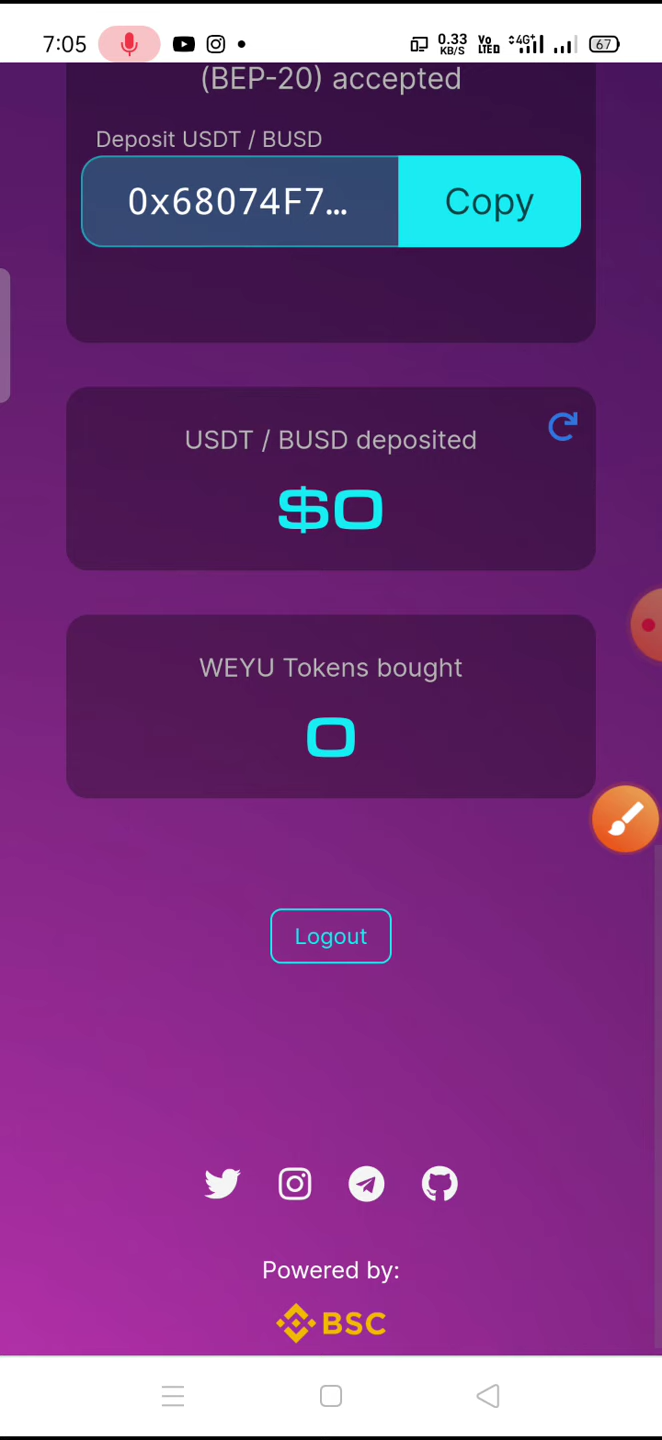 7:05 0.33 KB/S Vo LTE 4G+ 67
(BEP-20) accepted
Deposit USDT / BUSD
0x68074F7... Copy
USDT / BUSD deposited
$0
WEYU Tokens bought
0
Logout
Powered by:
BSC